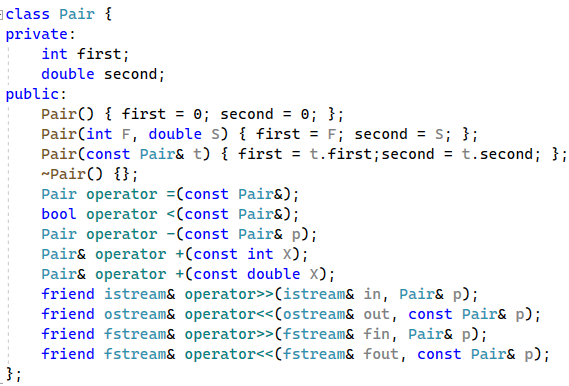 class Pair {
private:
    int first;
    double second;
public:
    Pair() { first = 0; second = 0; };
    Pair(int F, double S) { first = F; second = S; };
    Pair(const Pair& t) { first = t.first;second = t.second; };
    ~Pair() {};
    Pair operator =(const Pair&);
    bool operator <(const Pair&);
    Pair operator -(const Pair& p);
    Pair& operator +(const int X);
    Pair& operator +(const double X);
    friend istream& operator>>(istream& in, Pair& p);
    friend ostream& operator<<(ostream& out, const Pair& p);
    friend fstream& operator>>(fstream& fin, Pair& p);
    friend fstream& operator<<(fstream& fout, const Pair& p);
};